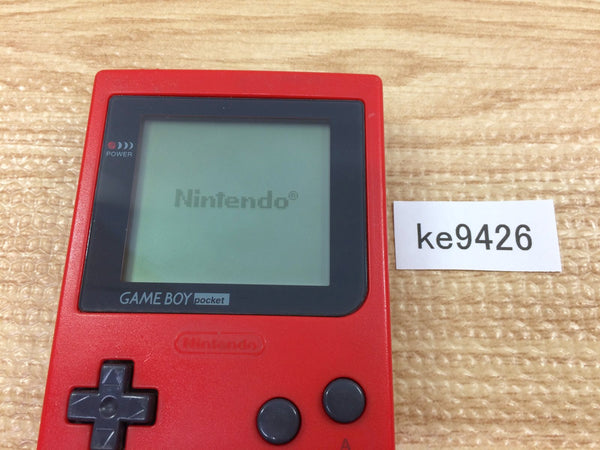 POWER
Nintendo®
ke9426
GAME BOY pocket
Nintendo
A